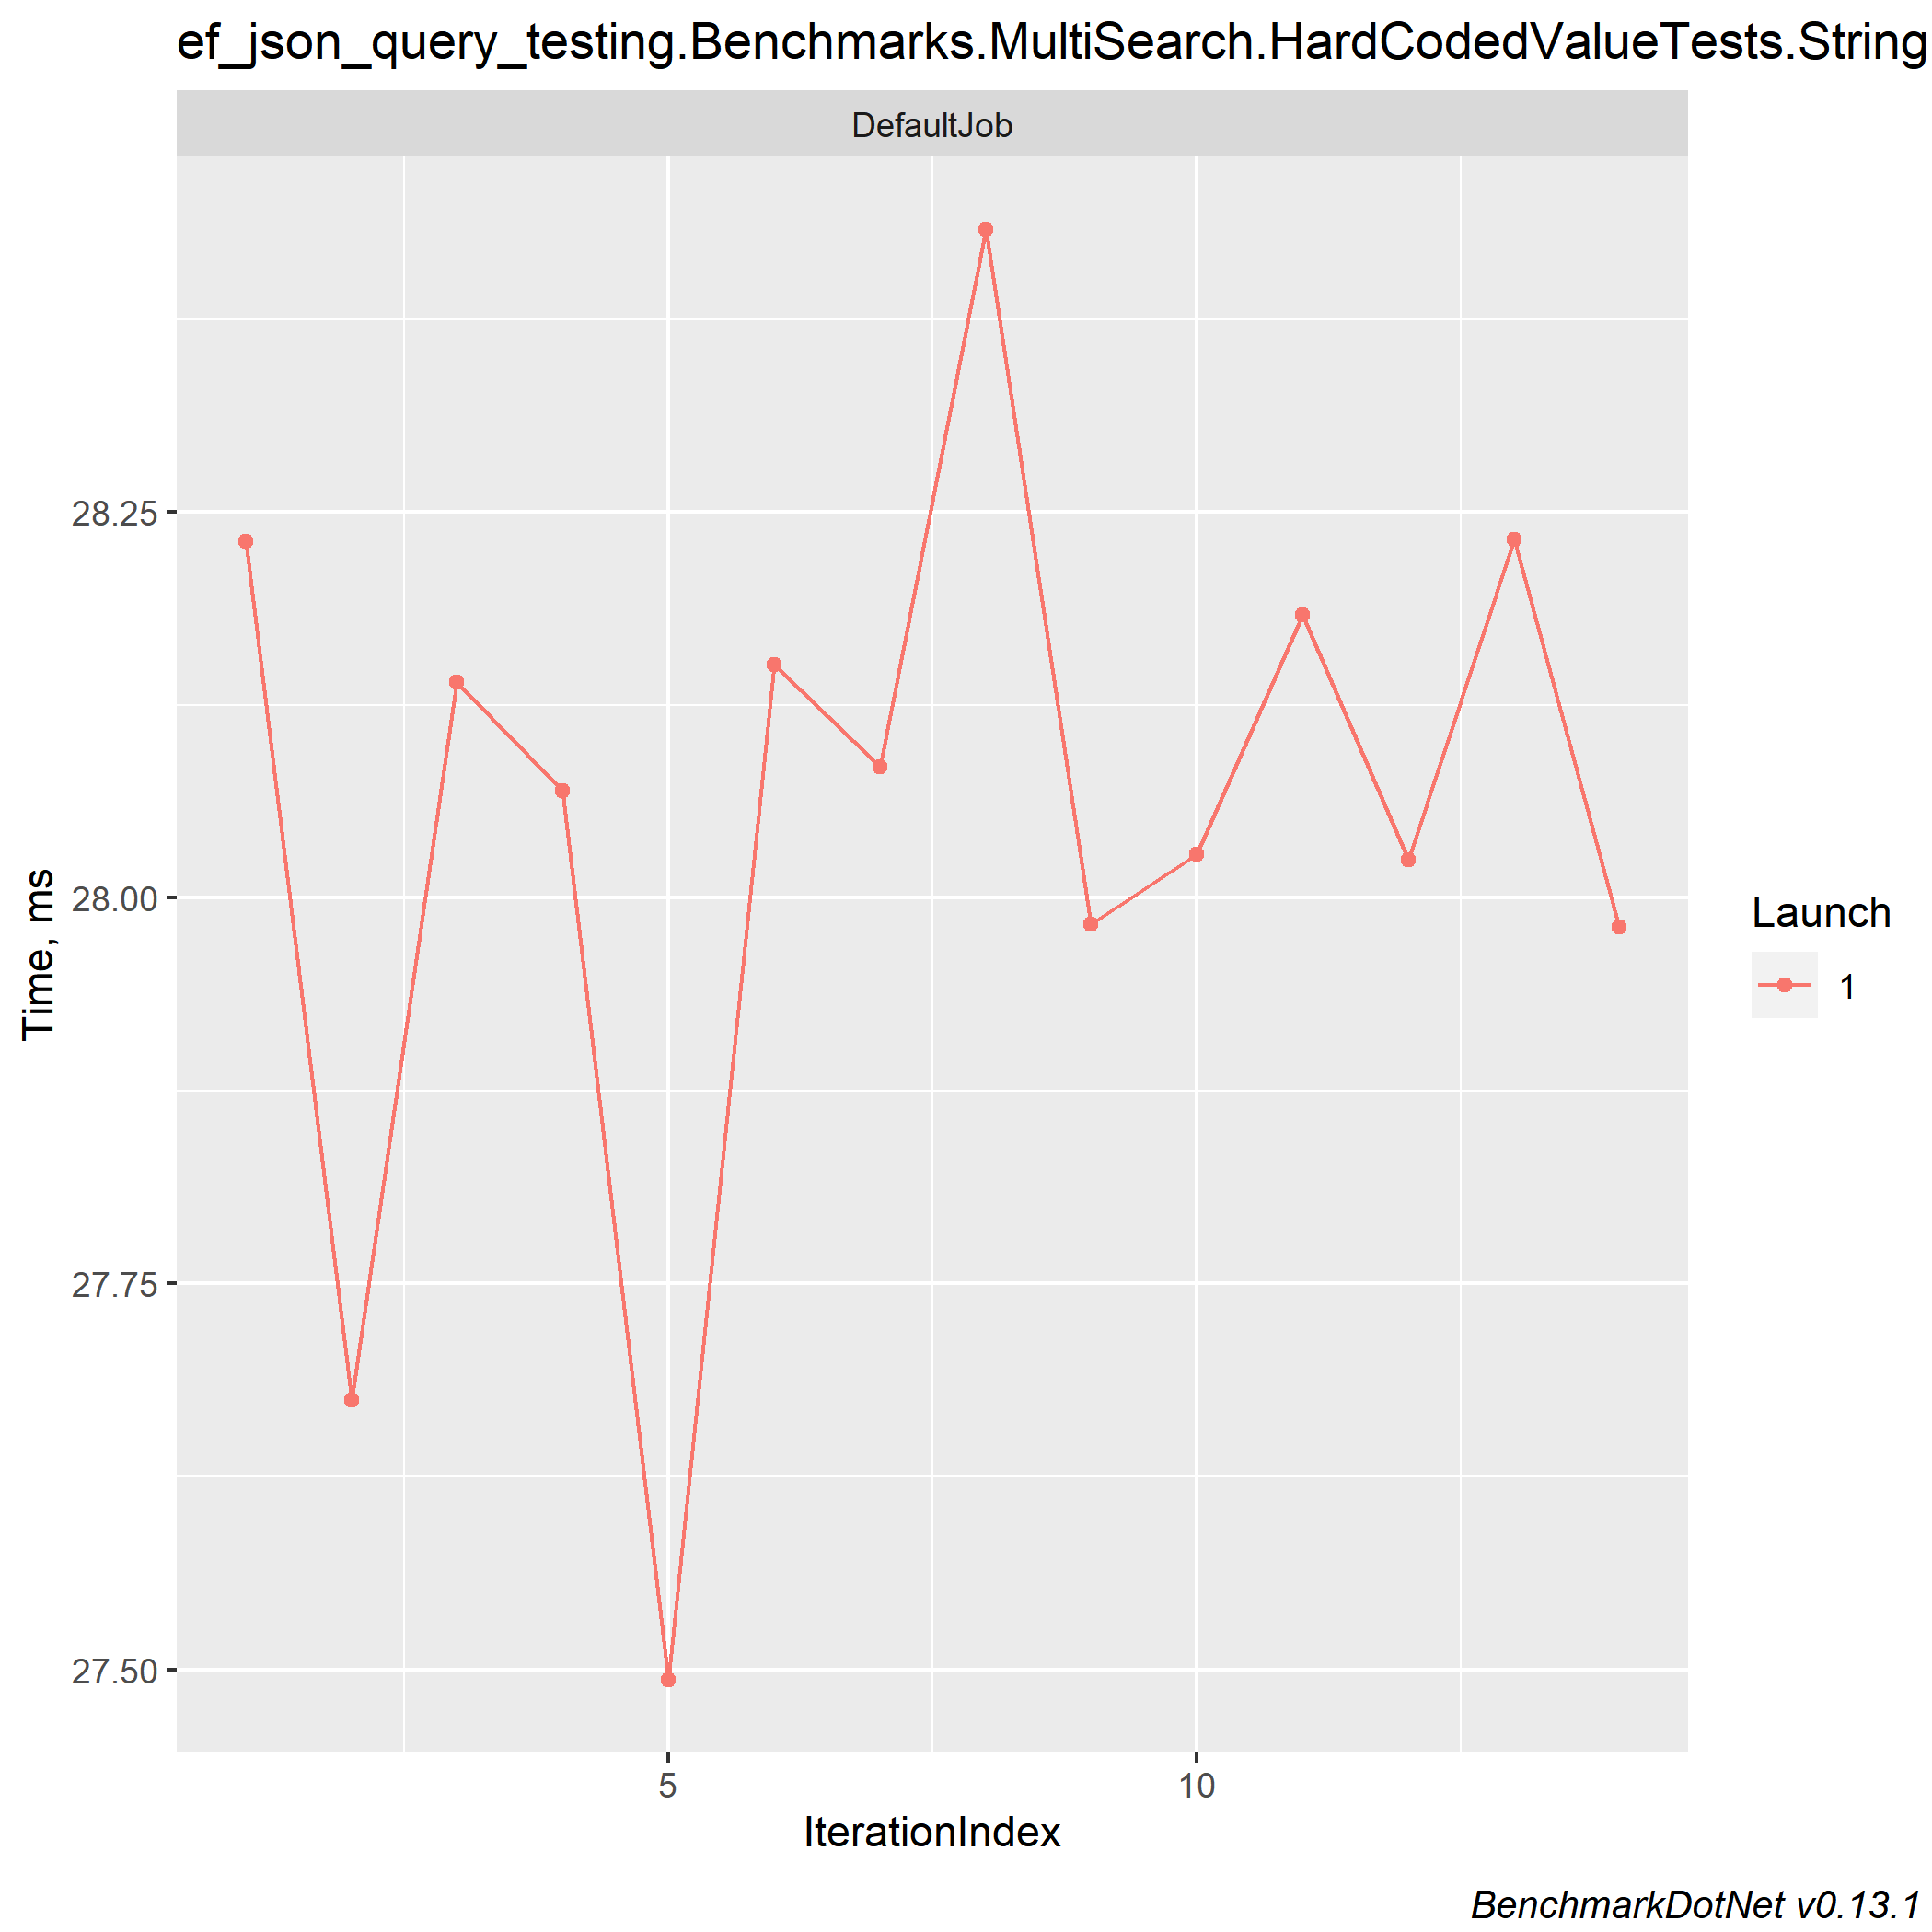 ef_json_query_testing.Benchmarks.MultiSearch.HardCodedValueTests.String
DefaultJob
28.25
28.00
27.75
27.50
Time, ms
5
10
IterationIndex
Launch
1
BenchmarkDotNet v0.13.1